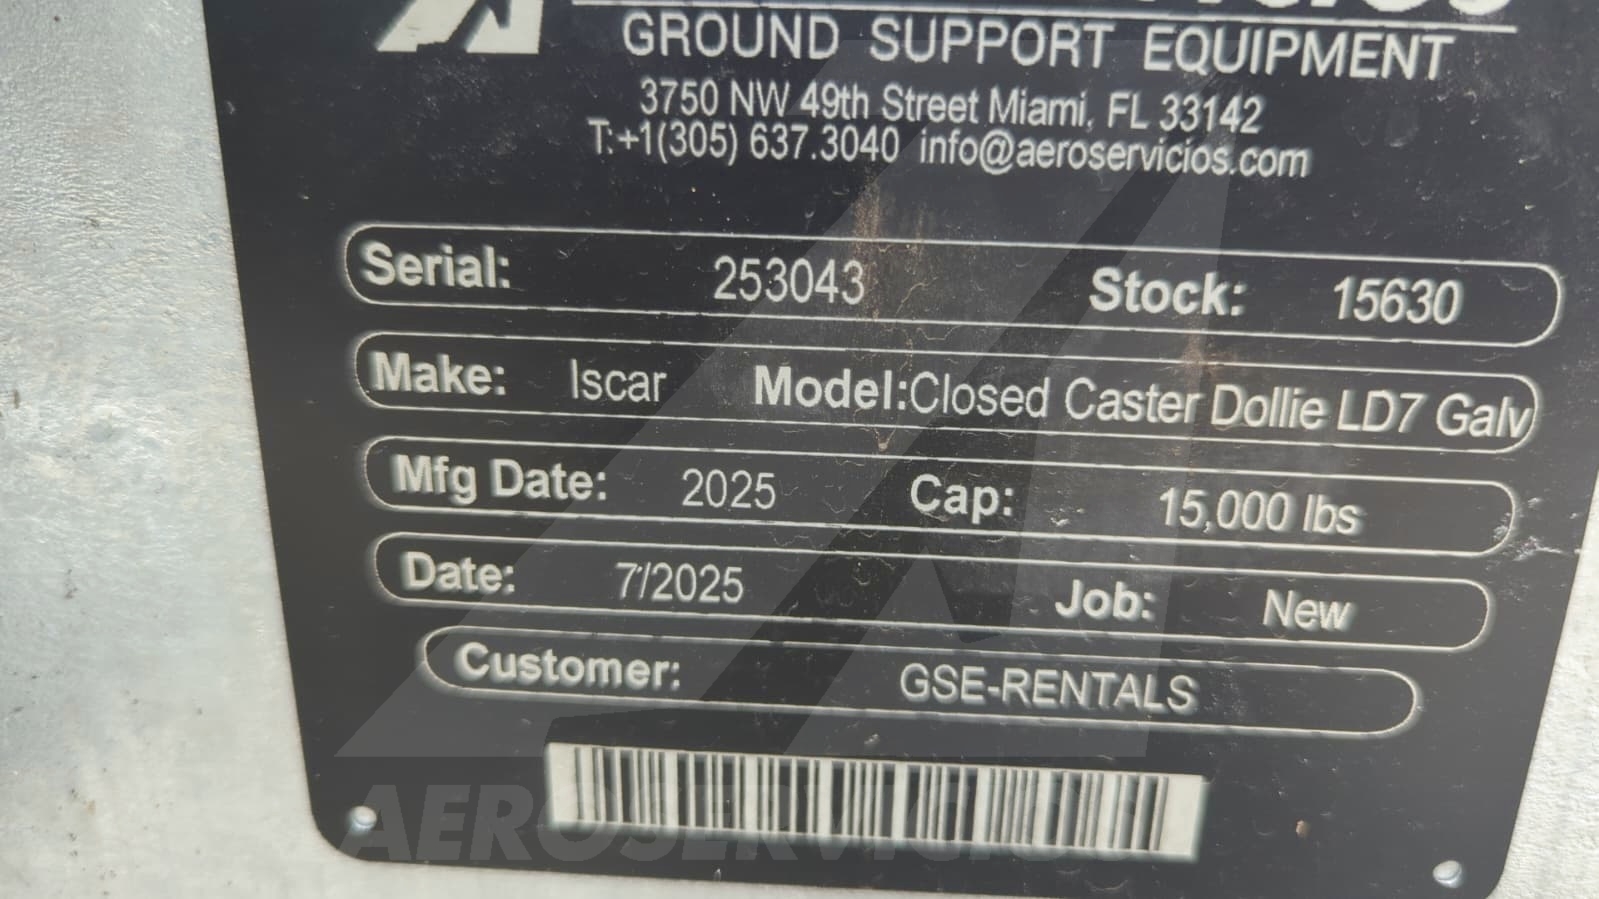 GROUND SUPPORT EQUIPMENT
3750 NW 49th Street Miami, FL 33142
T:+1(305) 637.3040 info@aeroservicios.com
Serial: 253043 Stock: 15630
Make: Iscar Model:Closed Caster Dollie LD7 Galv
Mfg Date: 2025 Cap: 15,000 lbs
Date: 7/2025 Job: New
Customer: GSE-RENTALS
AEROSERVICIOS